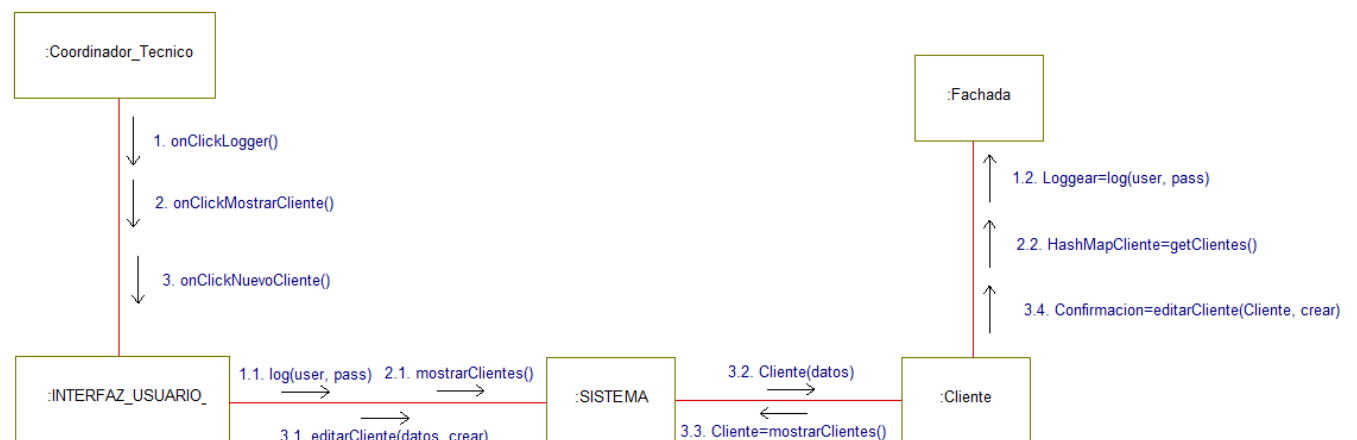 :Coordinador_Tecnico
:Fachada
1. onClickLogger()
1.2. Loggear=log(user, pass)
2. onClickMostrarCliente()
2.2. HashMapCliente=getClientes()
3. onClickNuevoCliente()
3.4. Confirmacion=editarCliente(Cliente, crear)
1.1. log(user, pass) 2.1. mostrarClientes()
3.2. Cliente(datos)
:INTERFAZ_USUARIO_
:SISTEMA
:Cliente
3.1. editarCliente(datos, crear)
3.3. Cliente=mostrarClientes()